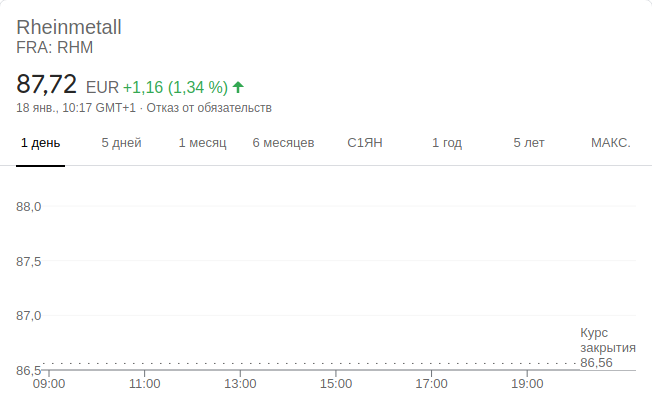 Rheinmetall
FRA: RHM
87,72 EUR +1,16 (1,34 %)
18 янв., 10:17 GMT+1 · Отказ от обязательств
1 день 5 дней 1 месяц 6 месяцев С1ЯН 1 год 5 лет МАКС.
88,0
87,5
87,0
Курс
закрытия
86,56
86,5
09:00 11:00 13:00 15:00 17:00 19:00